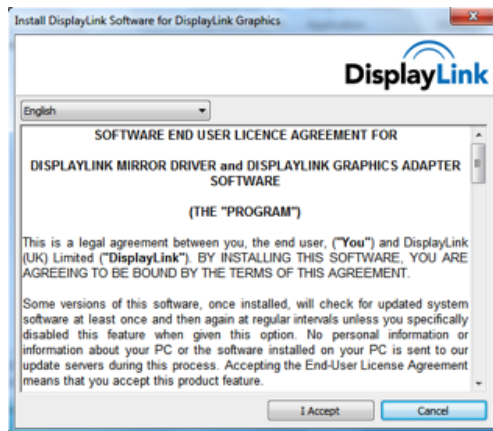 Install DisplayLink Software for DisplayLink Graphics
DisplayLink
English
SOFTWARE END USER LICENCE AGREEMENT FOR
DISPLAYLINK MIRROR DRIVER and DISPLAYLINK GRAPHICS ADAPTER
SOFTWARE
(THE "PROGRAM")
This is a legal agreement between you, the end user, ("You") and DisplayLink
(UK) Limited ("DisplayLink"). BY INSTALLING THIS SOFTWARE, YOU ARE
AGREEING TO BE BOUND BY THE TERMS OF THIS AGREEMENT.
Some versions of this software, once installed, will check for updated system
software at least once and then again at regular intervals unless you specifically
disabled this feature when given this option. No personal information or
information about your PC or the software installed on your PC is sent to our
update servers during this process. Accepting the End-User License Agreement
means that you accept this product feature.
I Accept
Cancel